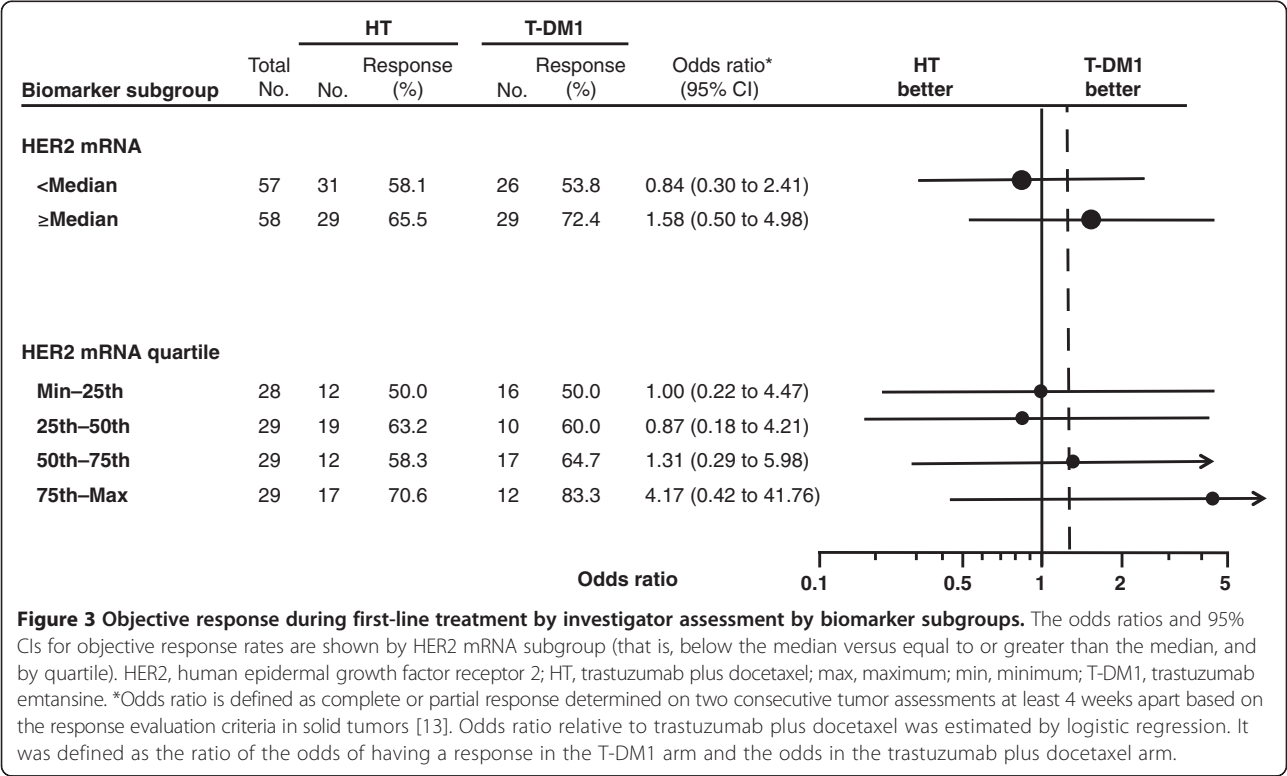 HT T-DM1
Total Response Response Odds ratio* HT T-DM1
Biomarker subgroup No. No. (%) No. (%) (95% CI) better better
HER2 mRNA
<Median 57 31 58.1 26 53.8 0.84 (0.30 to 2.41)
≥Median 58 29 65.5 29 72.4 1.58 (0.50 to 4.98)
HER2 mRNA quartile
Min–25th 28 12 50.0 16 50.0 1.00 (0.22 to 4.47)
25th–50th 29 19 63.2 10 60.0 0.87 (0.18 to 4.21)
50th–75th 29 12 58.3 17 64.7 1.31 (0.29 to 5.98)
75th–Max 29 17 70.6 12 83.3 4.17 (0.42 to 41.76)
Odds ratio 0.1 0.5 1 2 5
Figure 3 Objective response during first-line treatment by investigator assessment by biomarker subgroups. The odds ratios and 95%
CIs for objective response rates are shown by HER2 mRNA subgroup (that is, below the median versus equal to or greater than the median, and
by quartile). HER2, human epidermal growth factor receptor 2; HT, trastuzumab plus docetaxel; max, maximum; min, minimum; T-DM1, trastuzumab
emtansine. *Odds ratio is defined as complete or partial response determined on two consecutive tumor assessments at least 4 weeks apart based on
the response evaluation criteria in solid tumors [13]. Odds ratio relative to trastuzumab plus docetaxel was estimated by logistic regression. It
was defined as the ratio of the odds of having a response in the T-DM1 arm and the odds in the trastuzumab plus docetaxel arm.